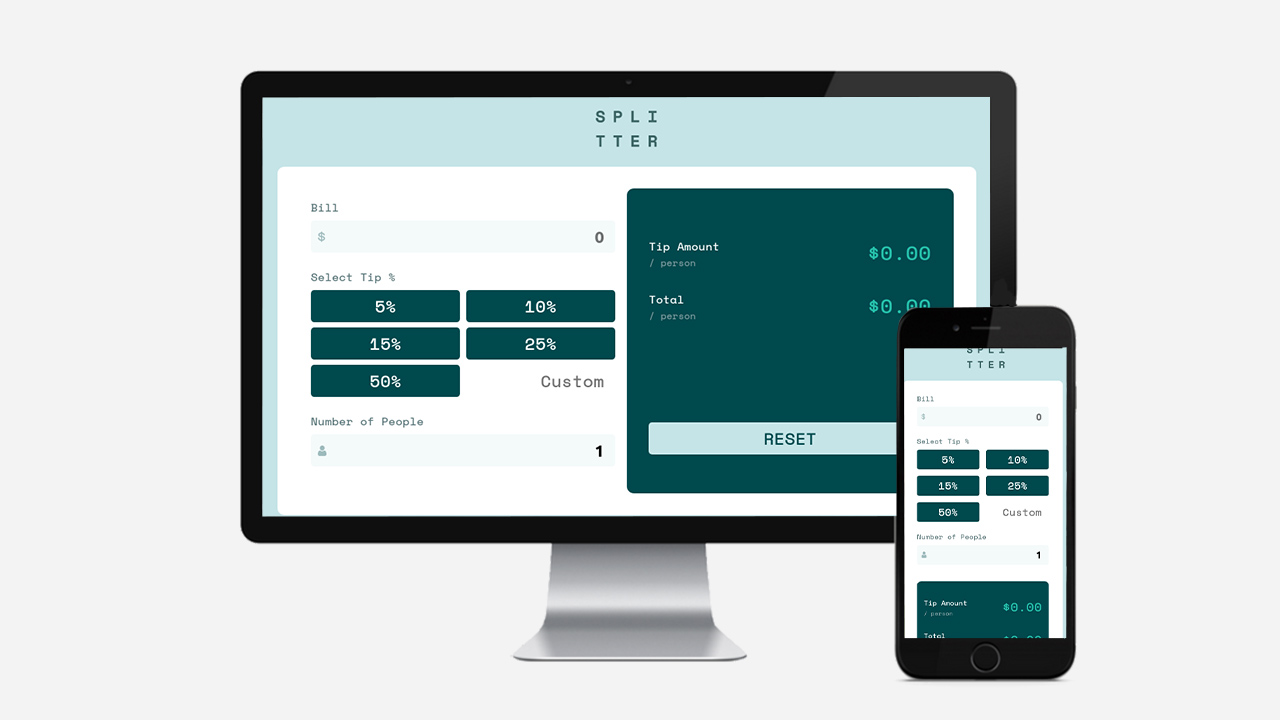 SPLI
TTER
Bill
$ 0
Select Tip %
5% 10%
15% 25%
50% Custom
Number of People
1
Tip Amount $0.00
/ person
Total $0.00
/ person
RESET
SPLI
TTER
Bill
$ 0
Select Tip %
5% 10%
15% 25%
50% Custom
Number of People
1
Tip Amount $0.00
/ person
Total $0.00